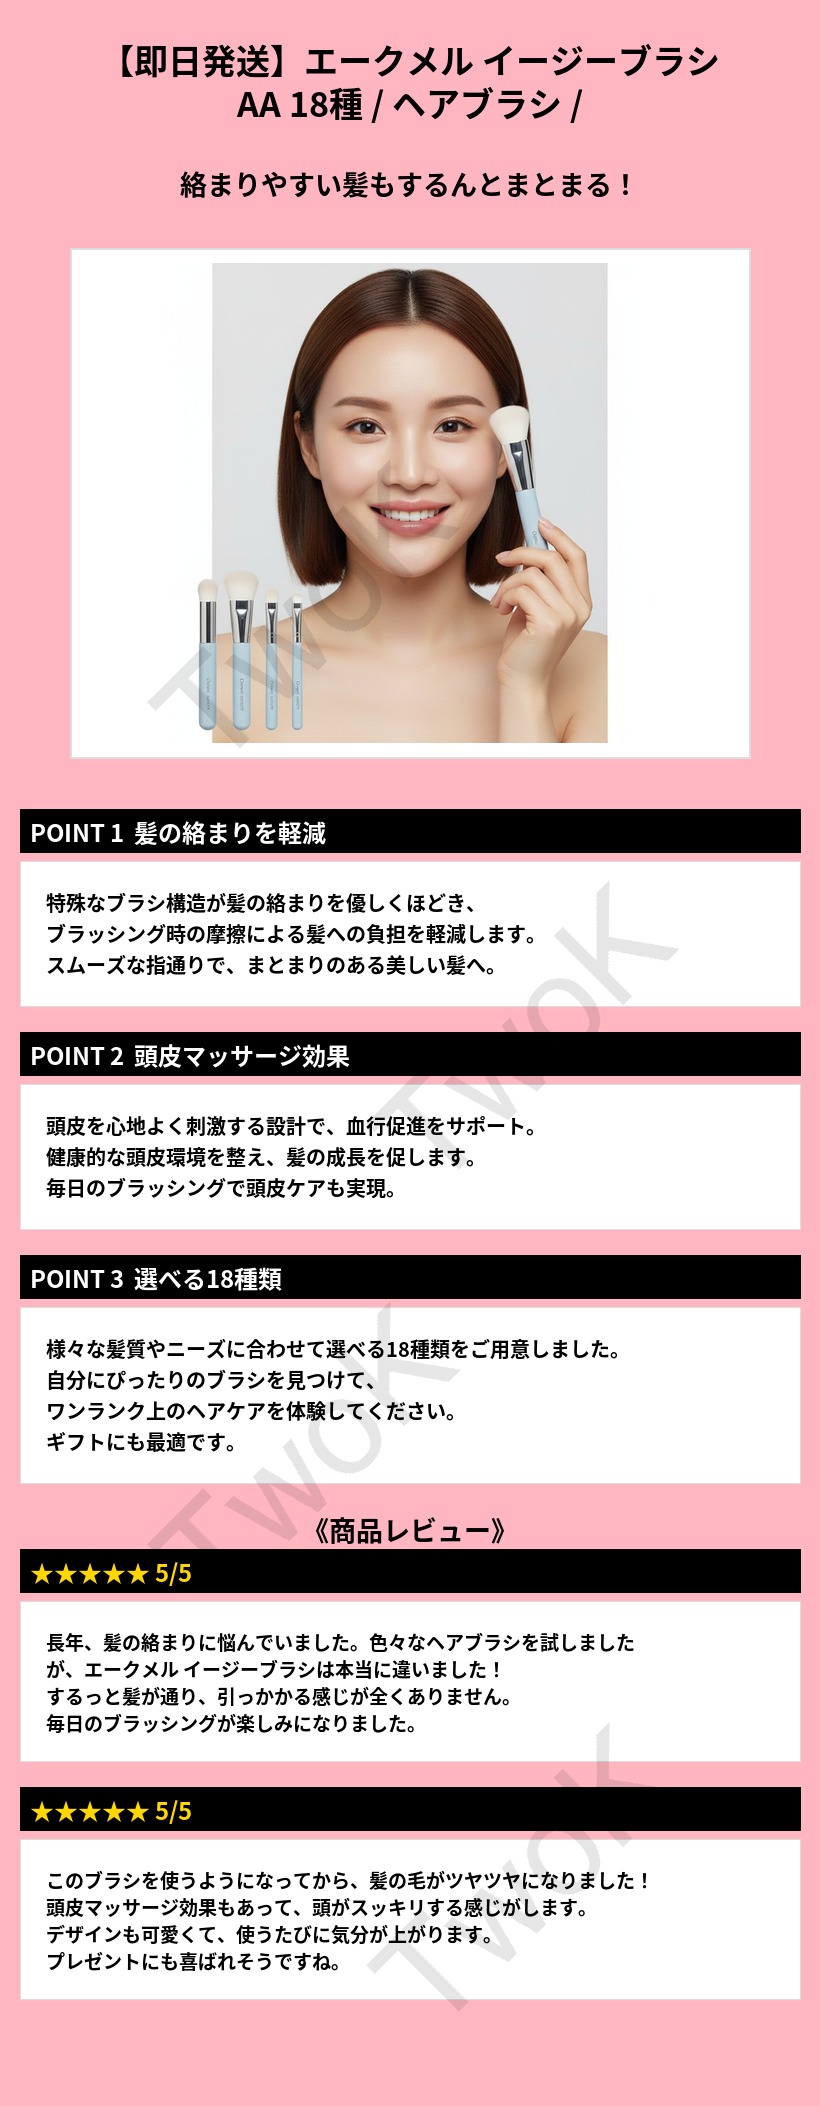 【即日発送】エークメル イージーブラシ
AA 18種 / ヘアブラシ /
絡まりやすい髪もするんとまとまる！
TwoK
POINT 1 髪の絡まりを軽減
特殊なブラシ構造が髪の絡まりを優しくほどき、
ブラッシング時の摩擦による髪への負担を軽減します。
スムーズな指通りで、まとまりのある美しい髪へ。
TwoK
POINT 2 頭皮マッサージ効果
頭皮を心地よく刺激する設計で、血行促進をサポート。
健康的な頭皮環境を整え、髪の成長を促します。
毎日のブラッシングで頭皮ケアも実現。
POINT 3 選べる18種類
様々な髪質やニーズに合わせて選べる18種類をご用意しました。
自分にぴったりのブラシを見つけて、
ワンランク上のヘアケアを体験してください。
ギフトにも最適です。
TwoK
《商品レビュー》
★★★★★ 5/5
長年、髪の絡まりに悩んでいました。色々なヘアブラシを試しました
が、エークメル イージーブラシは本当に違いました！
するっと髪が通り、引っかかる感じが全くありません。
毎日のブラッシングが楽しみになりました。
★★★★★ 5/5
このブラシを使うようになってから、髪の毛がツヤツヤになりました！
頭皮マッサージ効果もあって、頭がスッキリする感じがします。
デザインも可愛くて、使うたびに気分が上がります。
プレゼントにも喜ばれそうですね。
TwoK